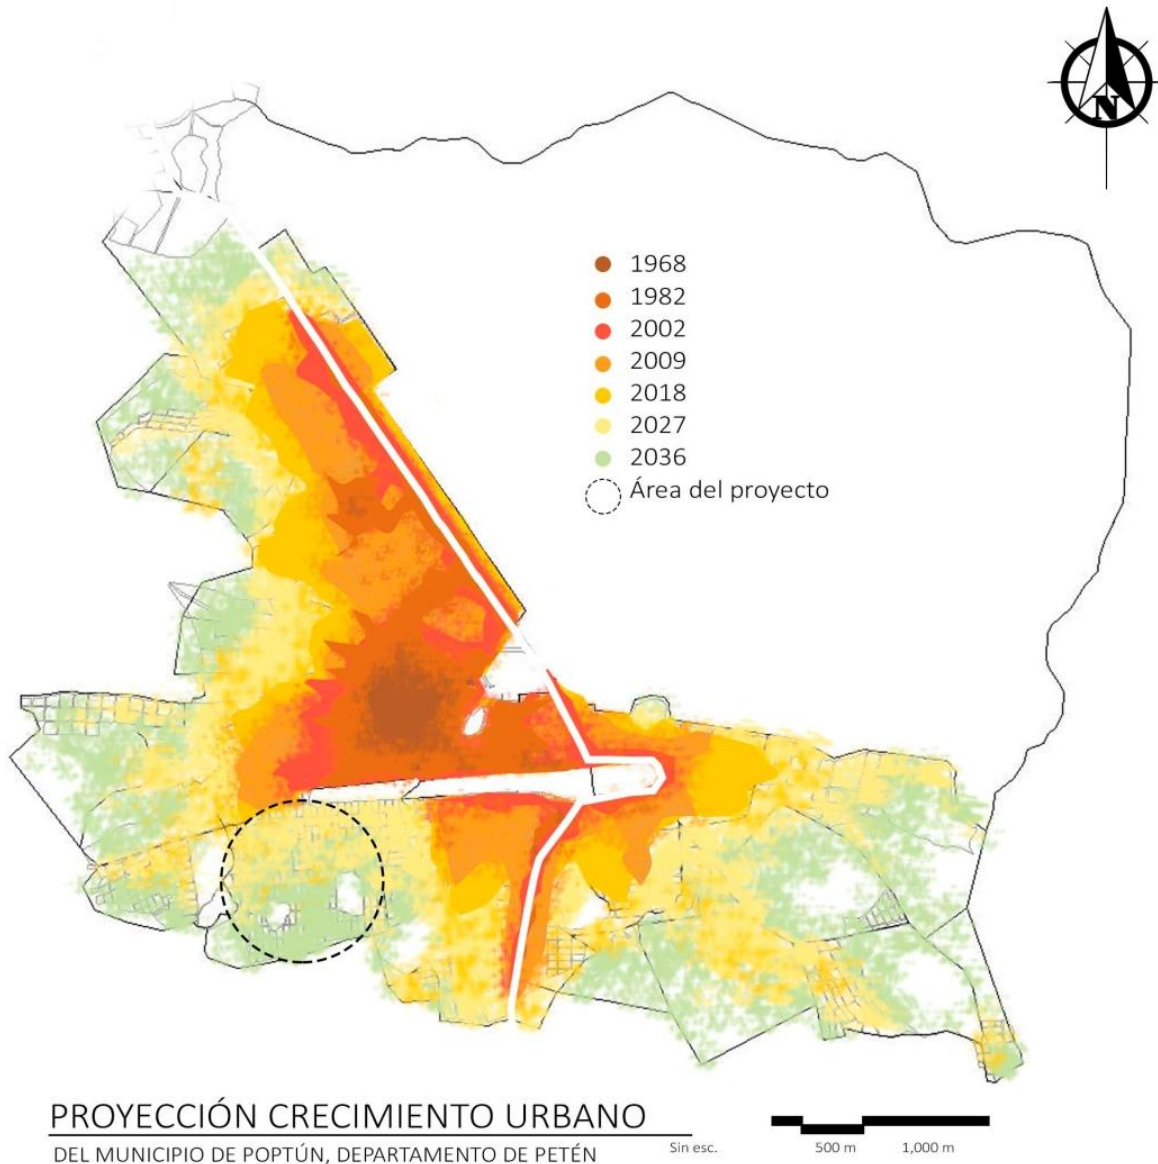 N
1968
1982
2002
2009
2018
2027
2036
Área del proyecto
PROYECCIÓN CRECIMIENTO URBANO
DEL MUNICIPIO DE POPTÚN, DEPARTAMENTO DE PETÉN
Sin esc.
500 m
1,000 m